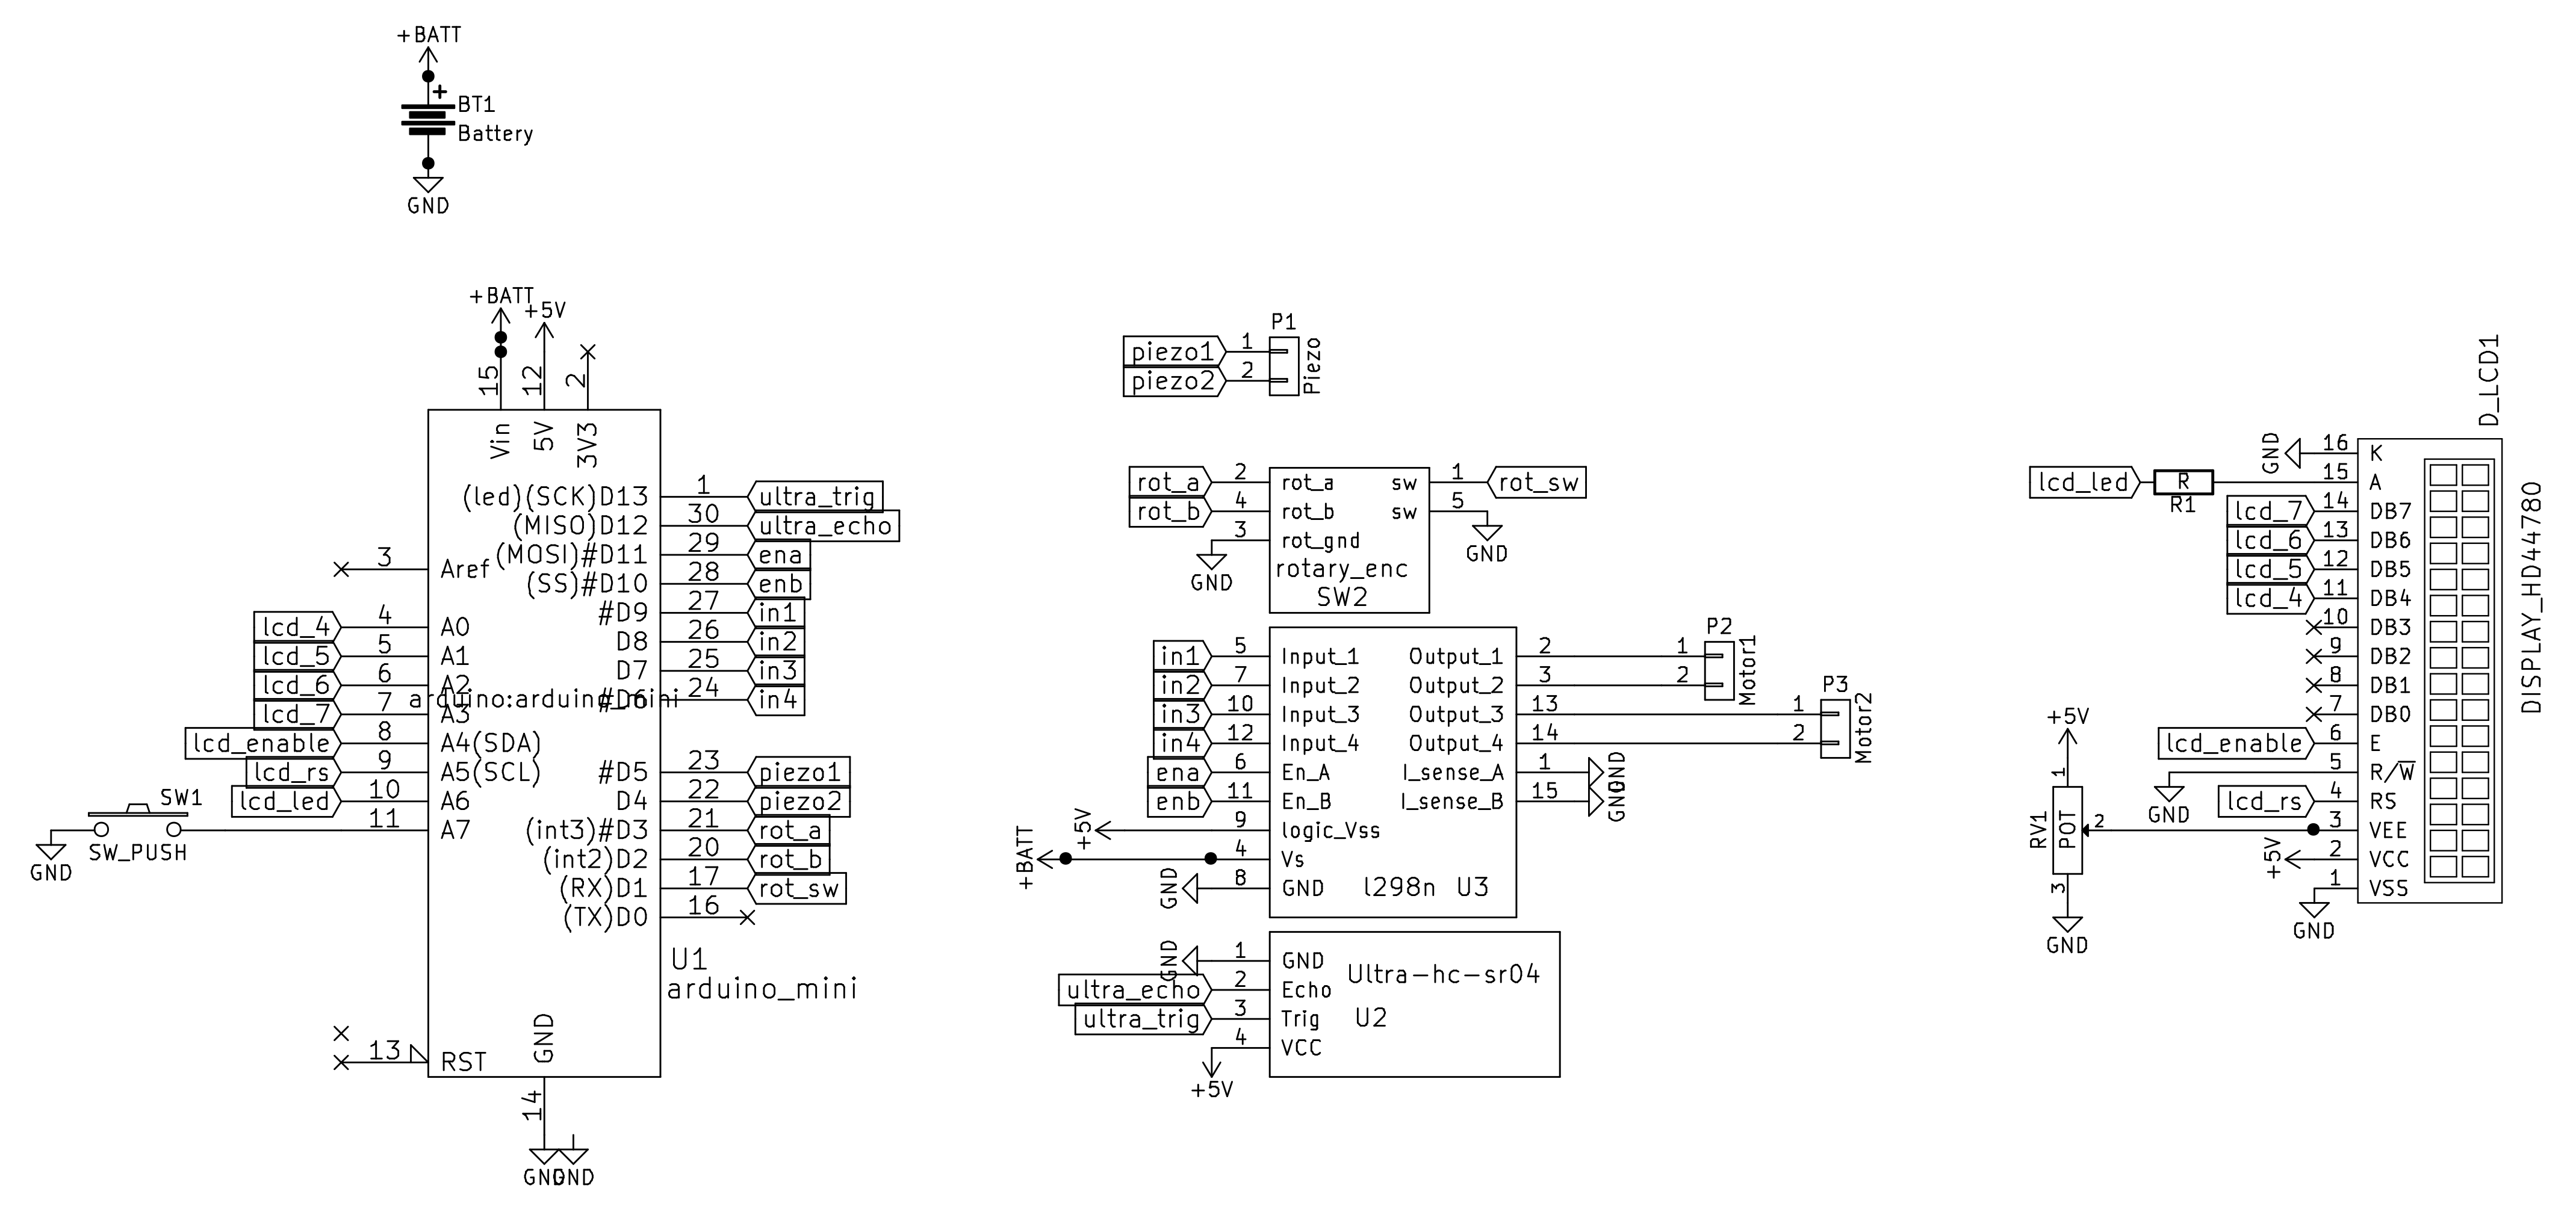 +BATT
+
BT1
Battery
GND
+BATT
+5V
15
12
2
Vin
5V
3V3
(led)(SCK)D13
1
ultra_trig
(MISO)D12
30
ultra_echo
(MOSI)#D11
29
ena
(SS)#D10
28
enb
#D9
27
in1
D8
26
in2
D7
25
in3
#D6
24
in4
3
Aref
lcd_4
4
A0
lcd_5
5
A1
lcd_6
6
A2
arduino:arduino_mini
lcd_7
7
A3
lcd_enable
8
A4(SDA)
lcd_rs
9
A5(SCL)
lcd_led
10
A6
SW1
11
A7
SW_PUSH
GND
#D5
23
piezo1
D4
22
piezo2
(int3)#D3
21
rot_a
(int2)D2
20
rot_b
(RX)D1
17
rot_sw
(TX)D0
16
U1
arduino_mini
13
RST
GND
14
GND
GND
P1
piezo1
1
piezo2
2
Piezo
rot_a
2
rot_a
sw
1
rot_sw
rot_b
4
rot_b
sw
5
3
rot_gnd
GND
GND
rotary_enc
SW2
in1
5
Input_1
Output_1
2
in2
7
Input_2
Output_2
3
in3
10
Input_3
Output_3
13
in4
12
Input_4
Output_4
14
ena
6
En_A
I_sense_A
1
GND
enb
11
En_B
I_sense_B
15
GND
+5V
9
logic_Vss
+BATT
4
Vs
GND
8
GND
l298n U3
P2
1
2
Motor1
P3
1
2
Motor2
GND
1
GND
Ultra-hc-sr04
ultra_echo
2
Echo
ultra_trig
3
Trig
U2
4
VCC
+5V
D_LCD1
DISPLAY_HD44780
GND
16
K
lcd_led
R
R1
15
A
lcd_7
14
DB7
lcd_6
13
DB6
lcd_5
12
DB5
lcd_4
11
DB4
10
DB3
9
DB2
8
DB1
7
DB0
lcd_enable
6
E
5
R/W
GND
lcd_rs
4
RS
3
VEE
+5V
2
VCC
1
VSS
GND
+5V
1
RV1
POT
2
3
GND